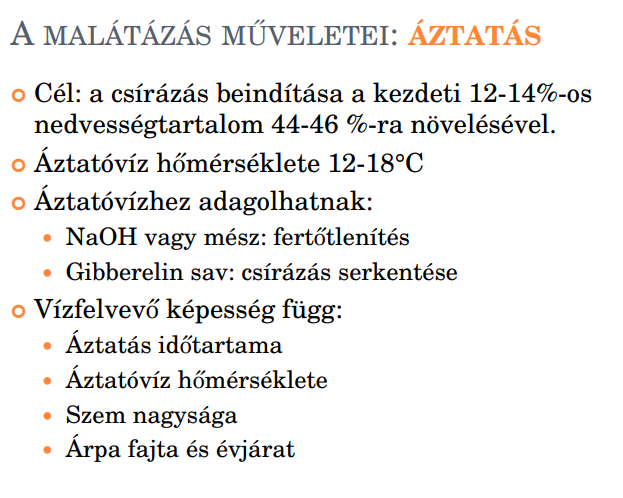 A MALÁTÁZÁS MŰVELETEI: ÁZTATÁS
Cél: a csírázás beindítása a kezdeti 12-14%-os
nedvességtartalom 44-46 %-ra növelésével.
Áztatóvíz hőmérséklete 12-18°C
Áztatóvízhez adagolhatnak:
NaOH vagy mész: fertőtlenítés
Gibberelin sav: csírázás serkentése
Vízfelvevő képesség függ:
Áztatás időtartama
Áztatóvíz hőmérséklete
Szem nagysága
Árpa fajta és évjárat